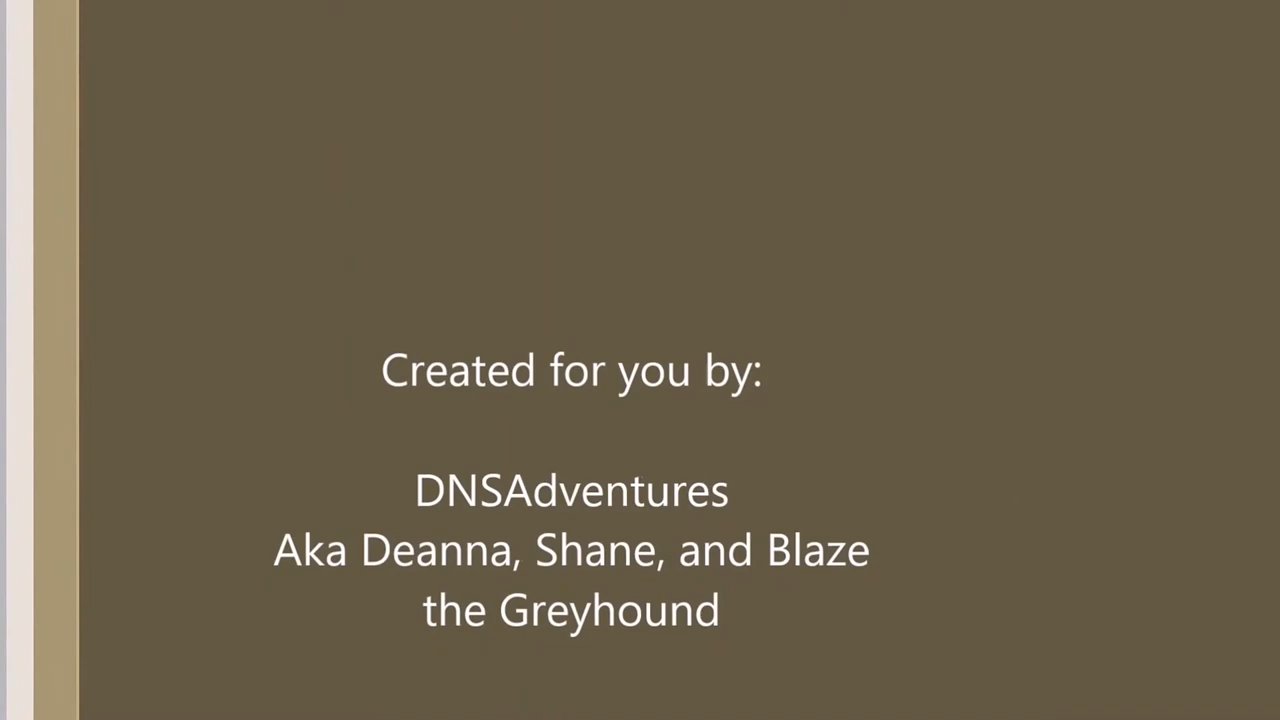 Created for you by:
DNSAdventures
Aka Deanna, Shane, and Blaze
the Greyhound